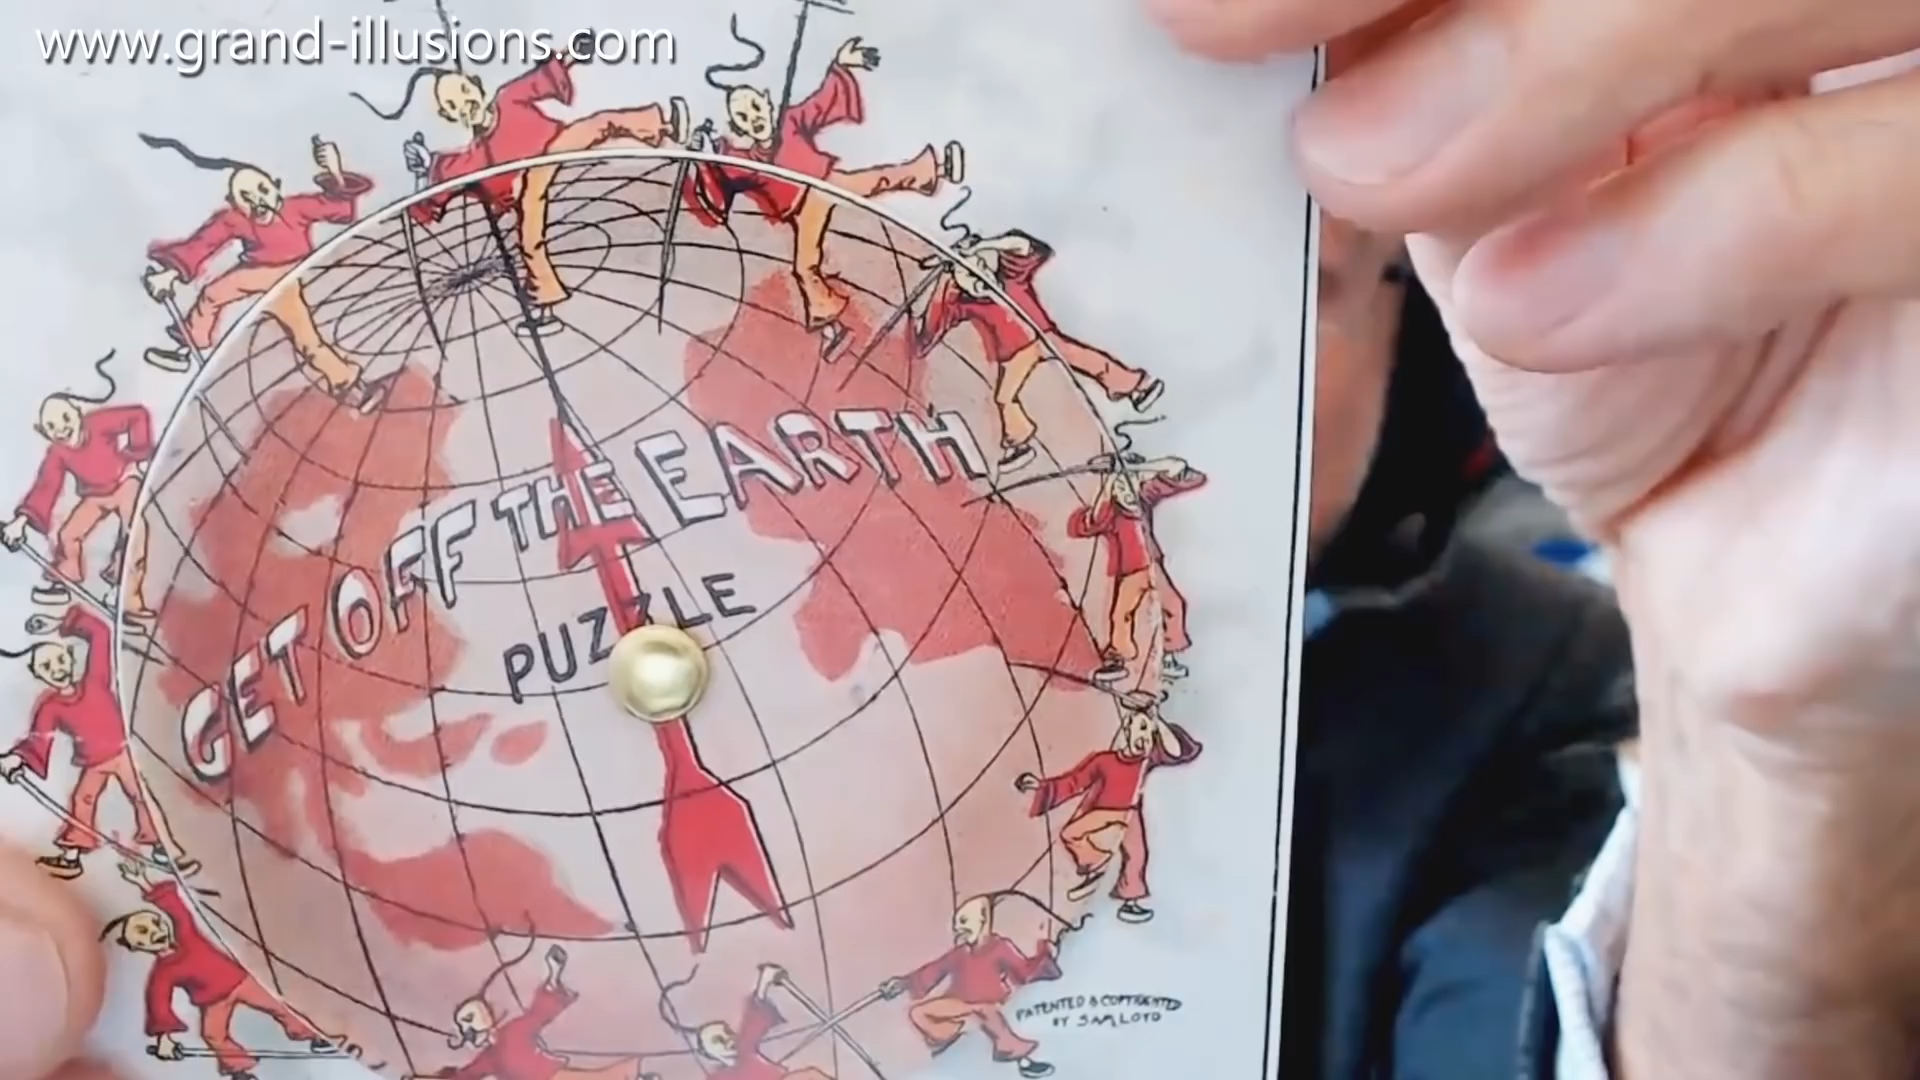 www.grand-illusions.com
GET OFF THE EARTH
PUZZLE
PATENTED & COPYRIGHTED
BY SAM LOYD